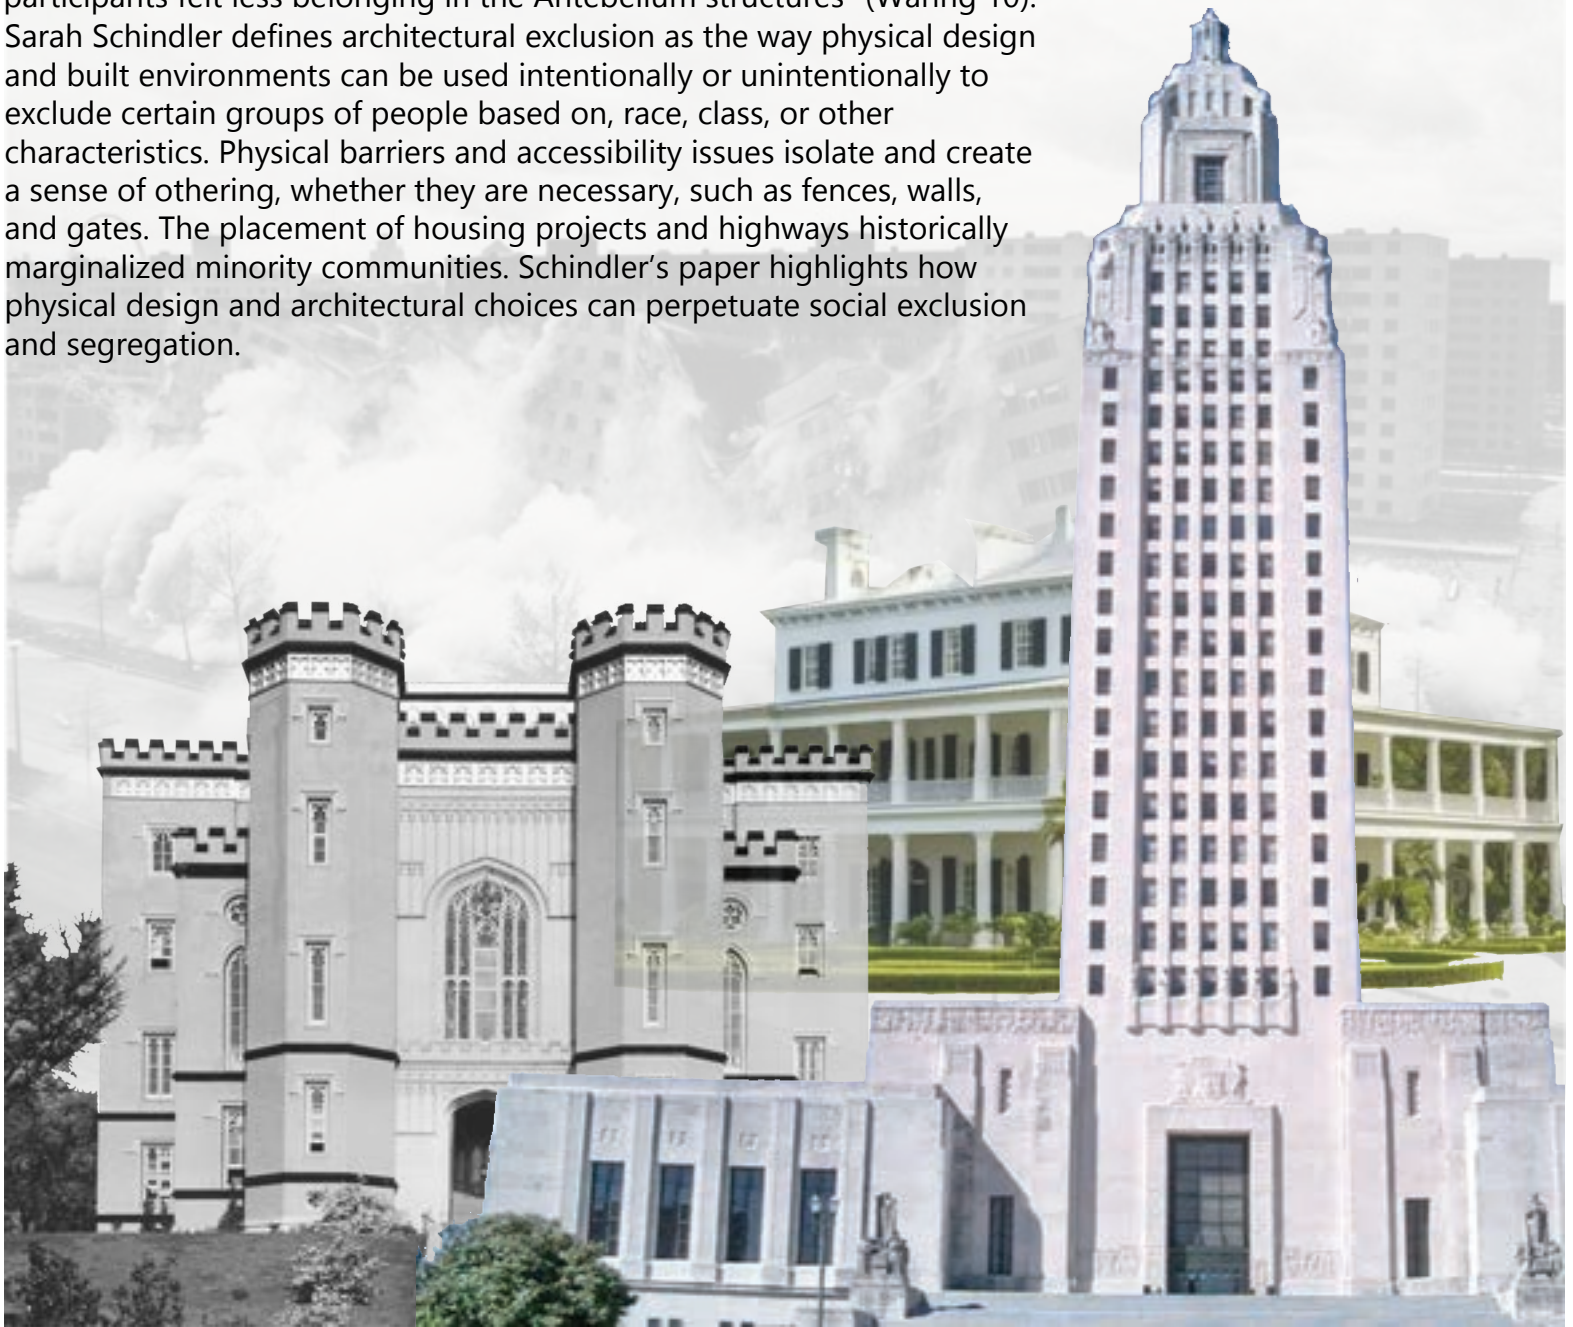 participants felt less belonging in the Antebellum structures" (Waring 10).
Sarah Schindler defines architectural exclusion as the way physical design
and built environments can be used intentionally or unintentionally to
exclude certain groups of people based on, race, class, or other
characteristics. Physical barriers and accessibility issues isolate and create
a sense of othering, whether they are necessary, such as fences, walls,
and gates. The placement of housing projects and highways historically
marginalized minority communities. Schindler’s paper highlights how
physical design and architectural choices can perpetuate social exclusion
and segregation.